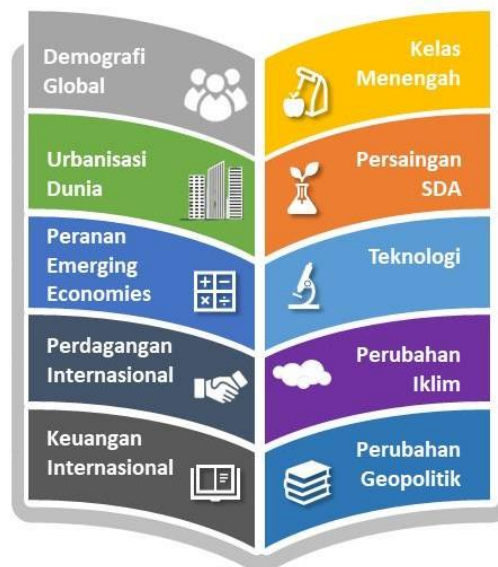 Demografi
Global
Urbanisasi
Dunia
Peranan
Emerging
Economies
Perdagangan
Internasional
Keuangan
Internasional
Kelas
Menengah
Persaingan
SDA
Teknologi
Perubahan
Iklim
Perubahan
Geopolitik